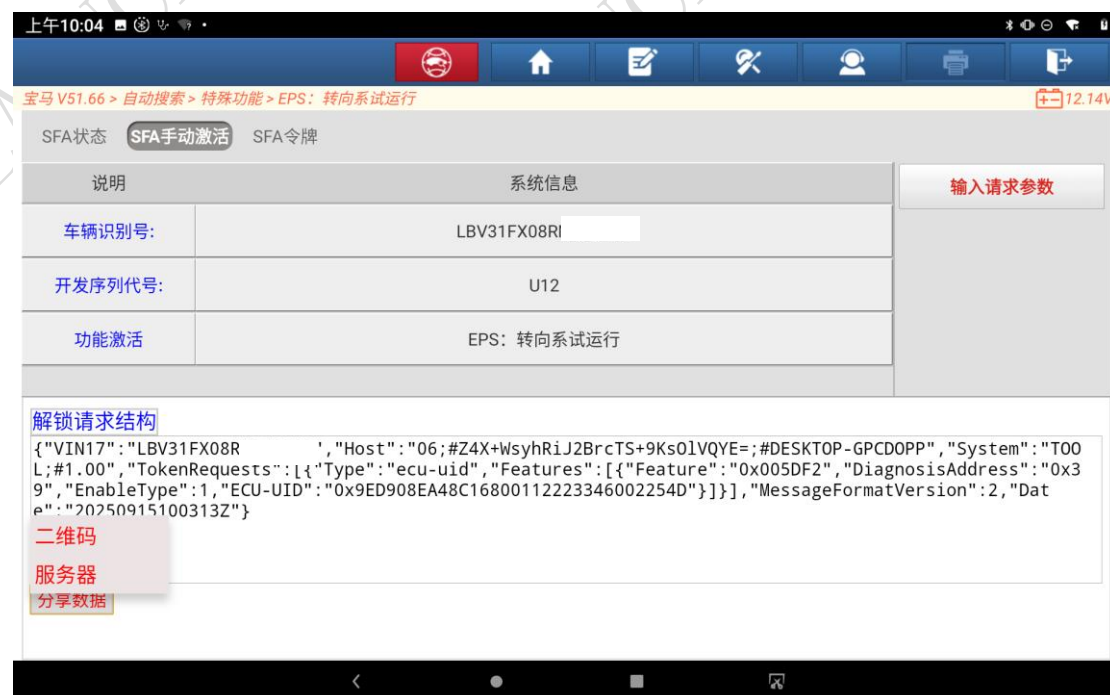 上午10:04
宝马 V51.66 > 自动搜索 > 特殊功能 > EPS：转向系试运行
12.14V
SFA状态 SFA手动激活 SFA令牌
说明 系统信息
输入请求参数
车辆识别号: LBV31FX08R
开发序列代号: U12
功能激活 EPS：转向系试运行
解锁请求结构
{"VIN17":"LBV31FX08R ","Host":"06;#Z4X+WsyhRiJ2BrcTS+9KsOlVQYE=;#DESKTOP-GPCDOPP","System":"TOO
L;#1.00","TokenRequests":[{"Type":"ecu-uid","Features":[{"Feature":"0x005DF2","DiagnosisAddress":"0x3
9","EnableType":1,"ECU-UID":"0x9ED908EA48C16800112223346002254D"}]}],"MessageFormatVersion":2,"Dat
e":"20250915100313Z"}
二维码
服务器
分享数据